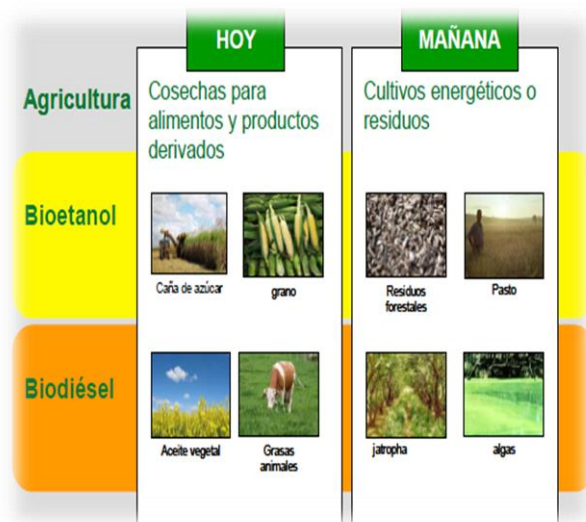 HOY
MAÑANA
Agricultura
Cosechas para
alimentos y productos
derivados
Cultivos energéticos o
residuos
Bioetanol
Caña de azúcar
grano
Residuos
forestales
Pasto
Biodiésel
Aceite vegetal
Grasas
animales
jatropha
algas